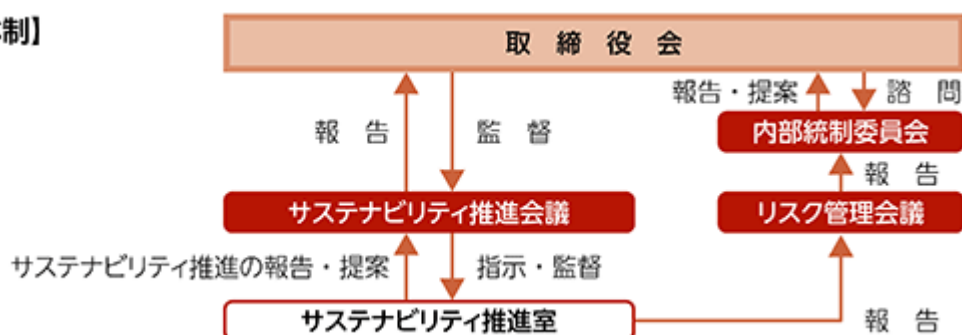 制】
取締役会
報告・提案
諮問
報告
監督
内部統制委員会
報告
サステナビリティ推進会議
リスク管理会議
サステナビリティ推進の報告・提案
指示・監督
サステナビリティ推進室
報告